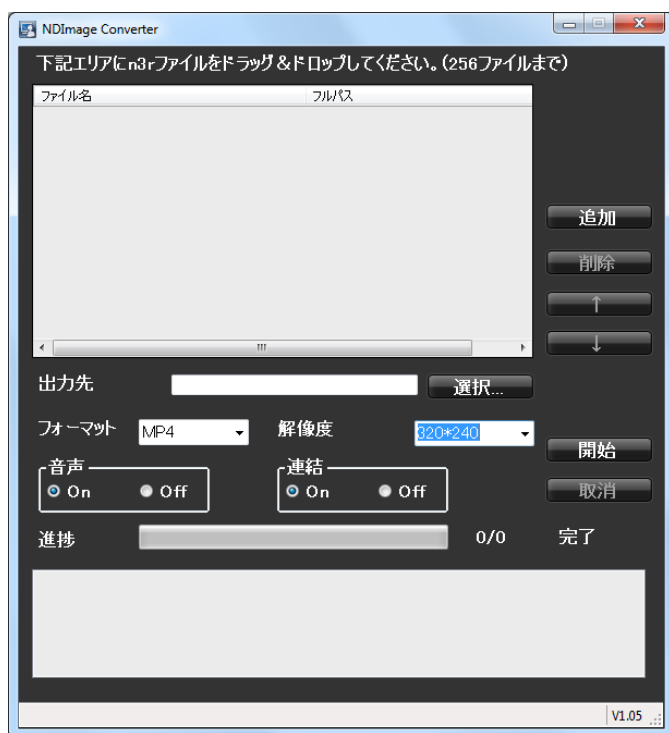 NDImage Converter
下記エリアにn3rファイルをドラッグ&ドロップしてください。(256ファイルまで)
ファイル名 フルパス
追加
削除
↑
↓
出力先 選択...
フォーマット MP4 解像度 320*240
開始
音声 連結
On Off On Off
取消
進捗 0/0 完了
V1.05